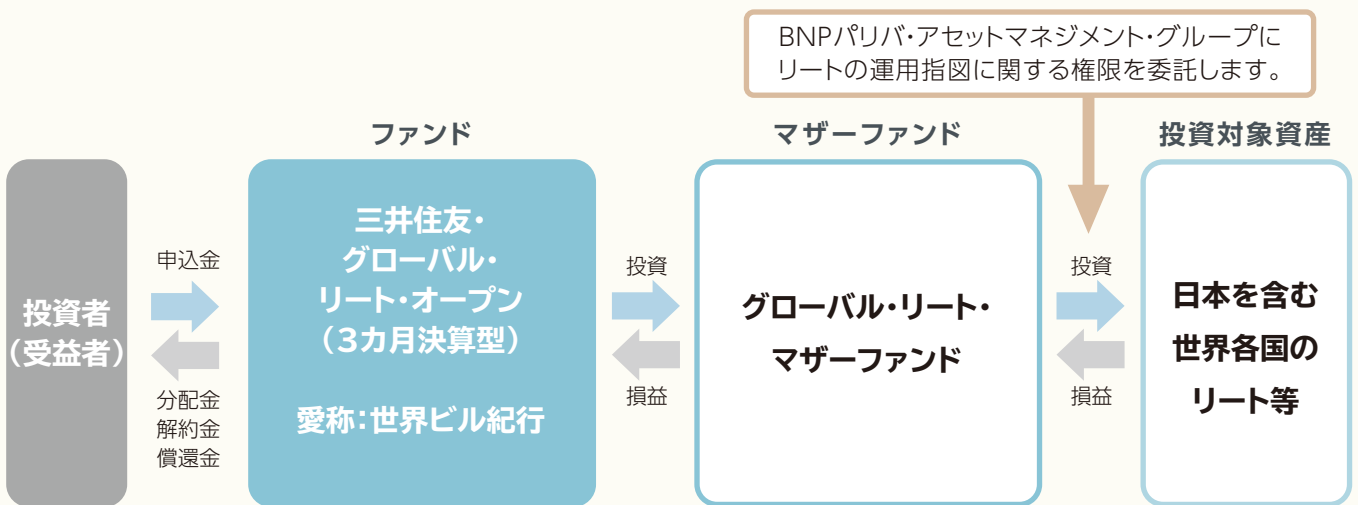 BNPパリバ・アセットマネジメント・グループに
リートの運用指図に関する権限を委託します。
ファンド
マザーファンド
投資対象資産
投資者
（受益者）
申込金
分配金
解約金
償還金
三井住友・
グローバル・
リート・オープン
（3カ月決算型）
愛称：世界ビル紀行
投資
損益
グローバル・リート・
マザーファンド
投資
損益
日本を含む
世界各国の
リート等